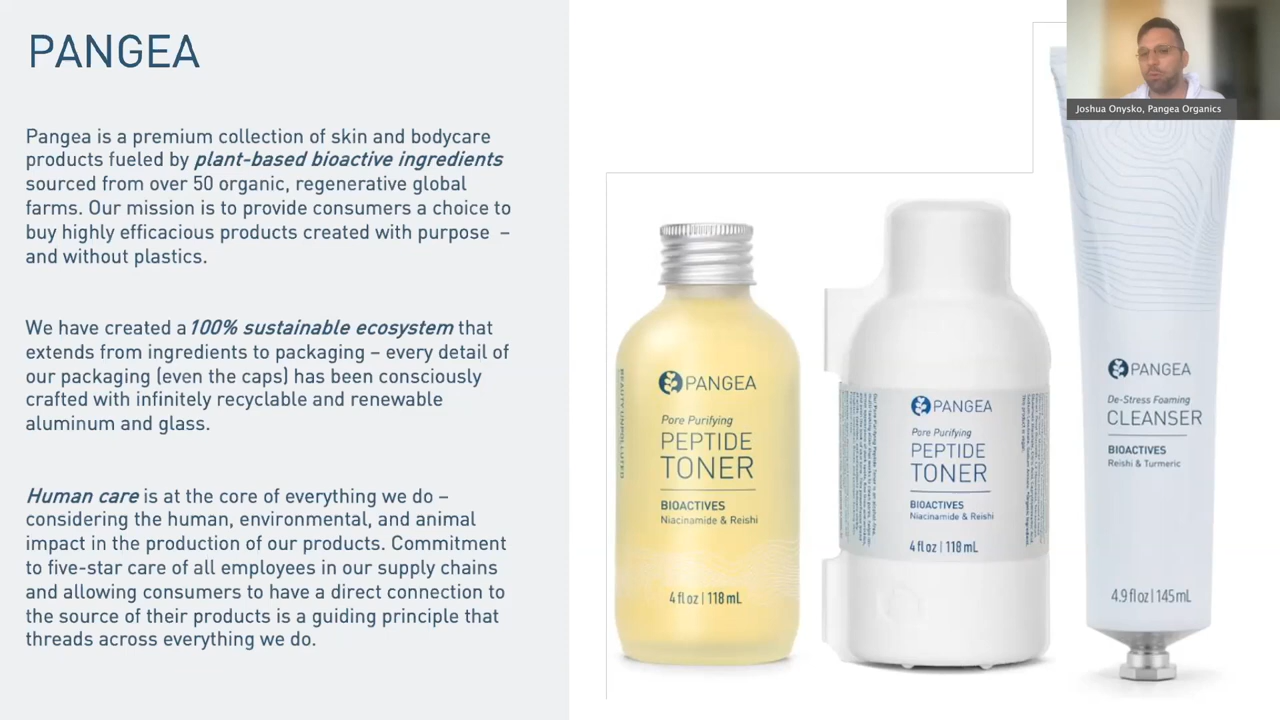 PANGEA
Pangea is a premium collection of skin and bodycare
products fueled by plant-based bioactive ingredients
sourced from over 50 organic, regenerative global
farms. Our mission is to provide consumers a choice to
buy highly efficacious products created with purpose –
and without plastics.
We have created a 100% sustainable ecosystem that
extends from ingredients to packaging – every detail of
our packaging (even the caps) has been consciously
crafted with infinitely recyclable and renewable
aluminum and glass.
Human care is at the core of everything we do –
considering the human, environmental, and animal
impact in the production of our products. Commitment
to five-star care of all employees in our supply chains
and allowing consumers to have a direct connection to
the source of their products is a guiding principle that
threads across everything we do.
BEAUTY UNPOLLUTED
PANGEA
Pore Purifying
PEPTIDE
TONER
BIOACTIVES
Niacinamide & Reishi
4 fl oz | 118 mL
PANGEA
Pore Purifying
PEPTIDE
TONER
BIOACTIVES
Niacinamide & Reishi
4 fl oz | 118 mL
PANGEA
De-Stress Foaming
CLEANSER
BIOACTIVES
Reishi & Turmeric
4.9 fl oz | 145 mL
Joshua Onysko, Pangea Organics